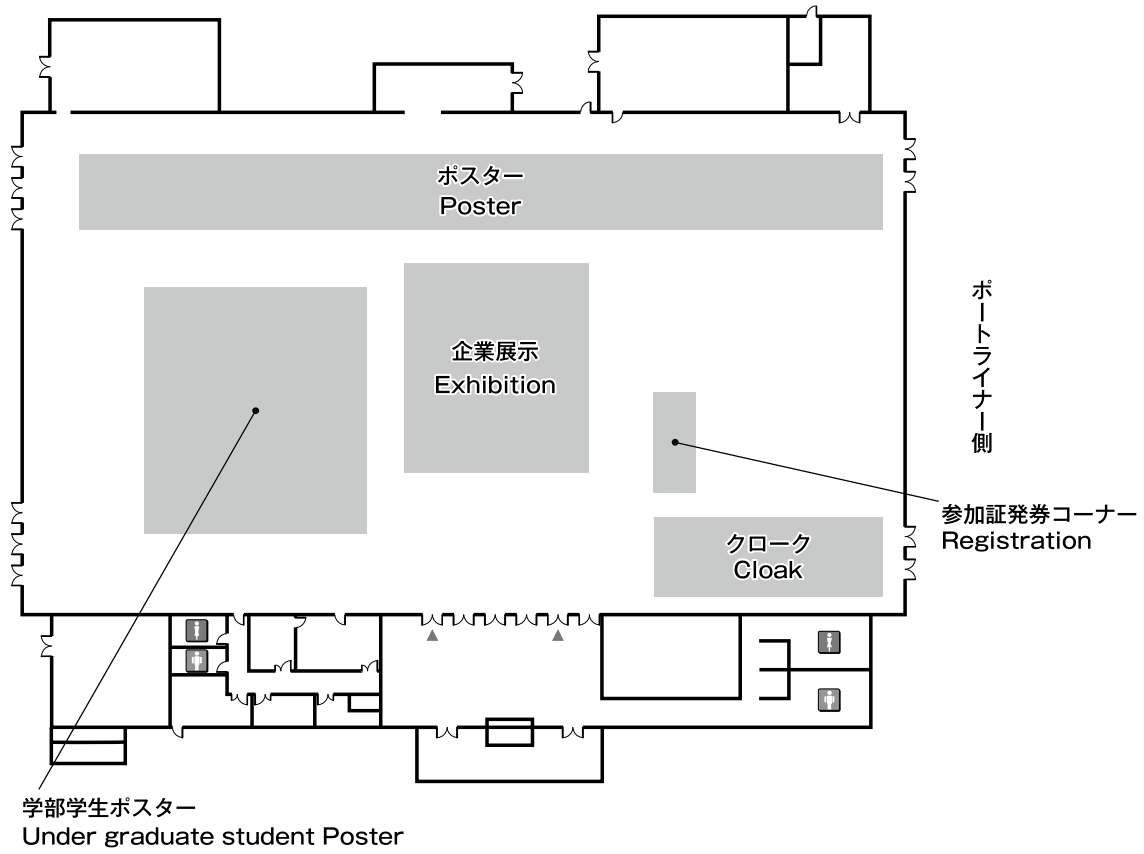 ポスター
Poster
企業展示
Exhibition
ポートライナー側
参加証発券コーナー
Registration
クローク
Cloak
学部学生ポスター
Under graduate student Poster